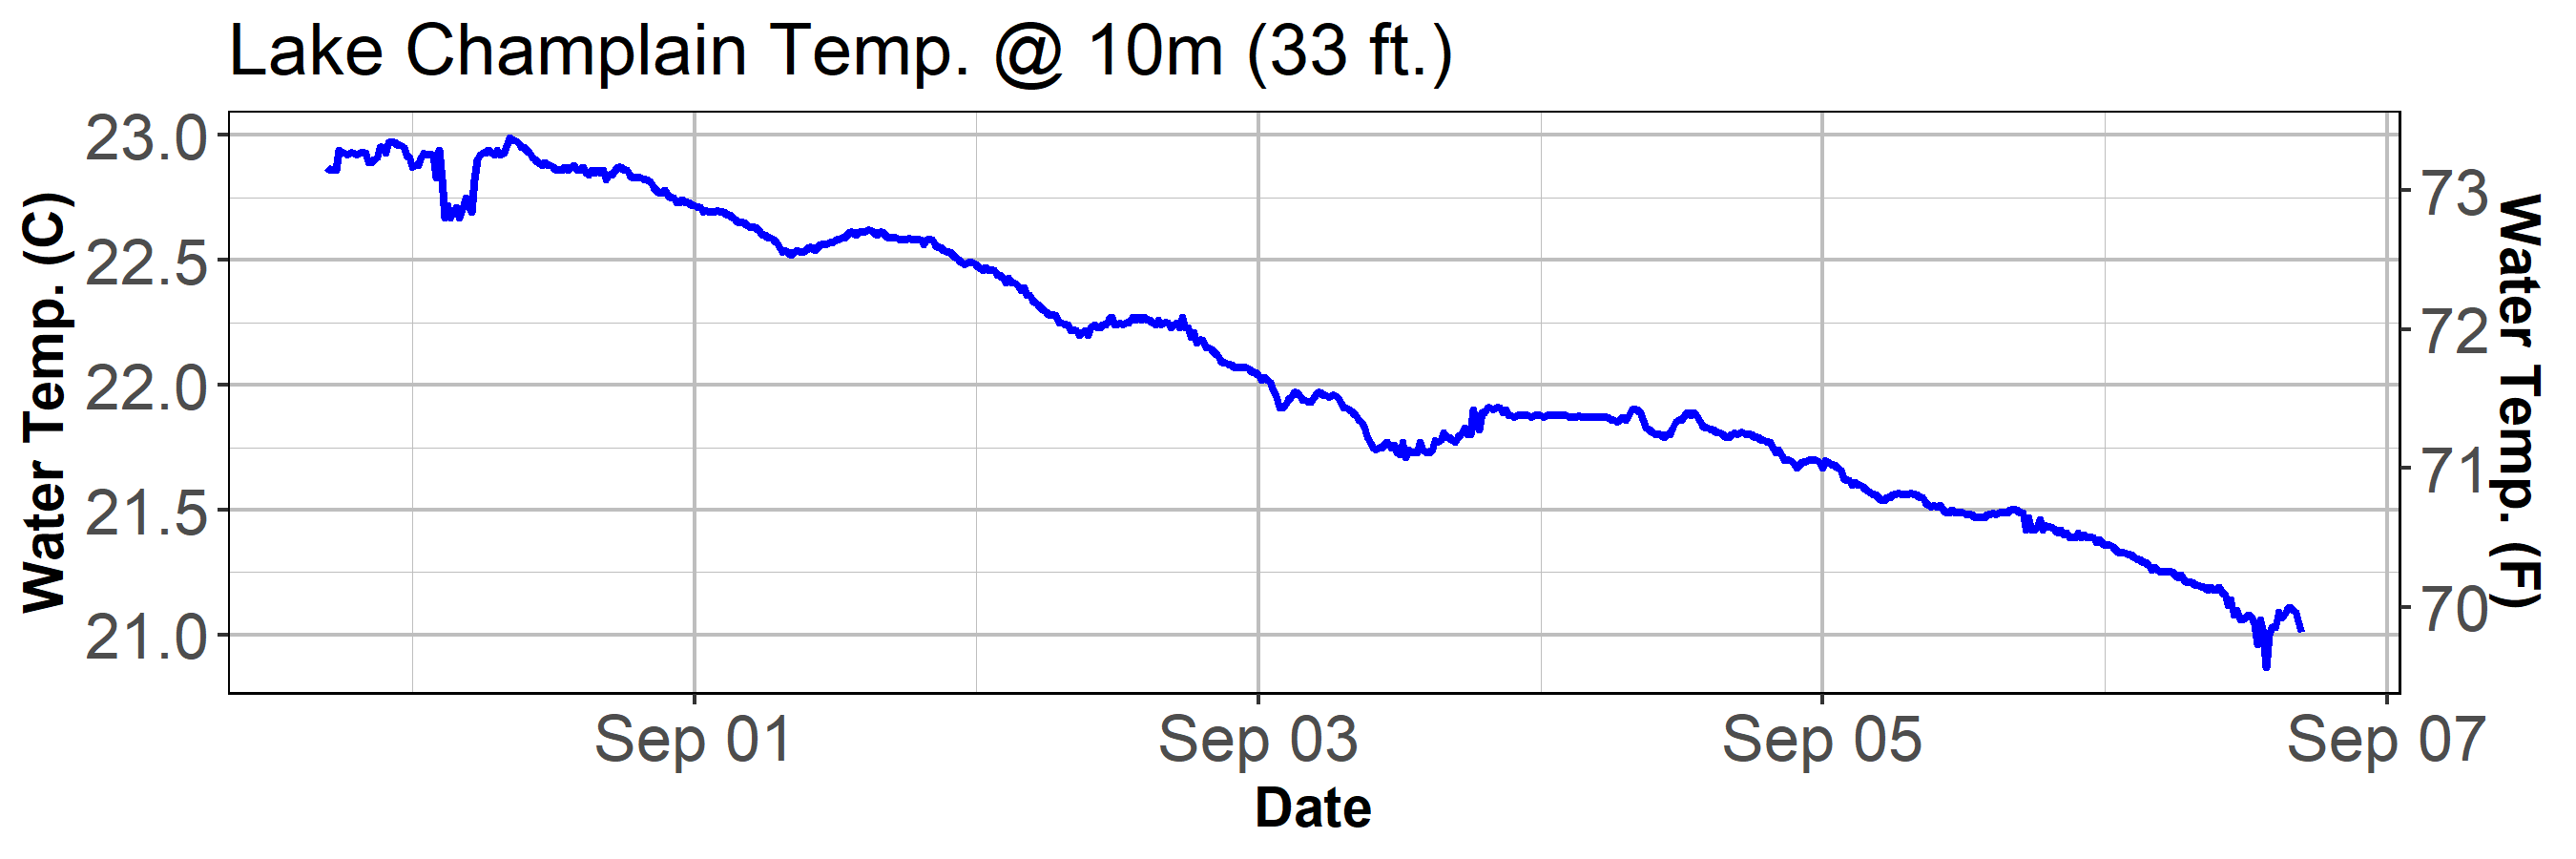 Lake Champlain Temp. @ 10m (33 ft.)
Water Temp. (C)
23.0
22.5
22.0
21.5
21.0
73
72
71
70
Water Temp. (F)
Sep 01 Sep 03 Sep 05 Sep 07
Date